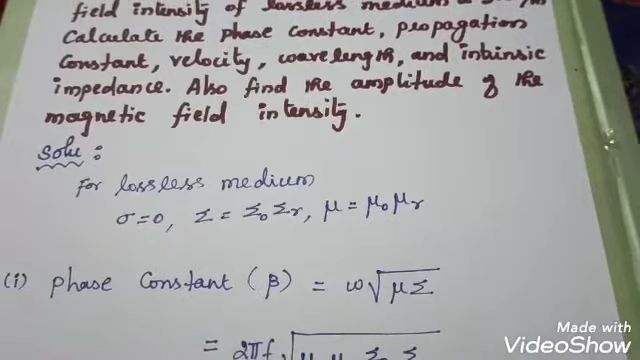 field intensity of lossless medium
Calculate the phase constant, propagation
constant, velocity, wavelength, and intrinsic
impedance. Also find the amplitude of the
magnetic field intensity.
Solu:
For lossless medium
σ=0, Σ = Σ₀Σᵣ, μ = μ₀μᵣ
(i) Phase Constant (β) = ω√μΣ
= 2πf √μ₀μᵣΣ₀Σᵣ
Made with
VideoShow